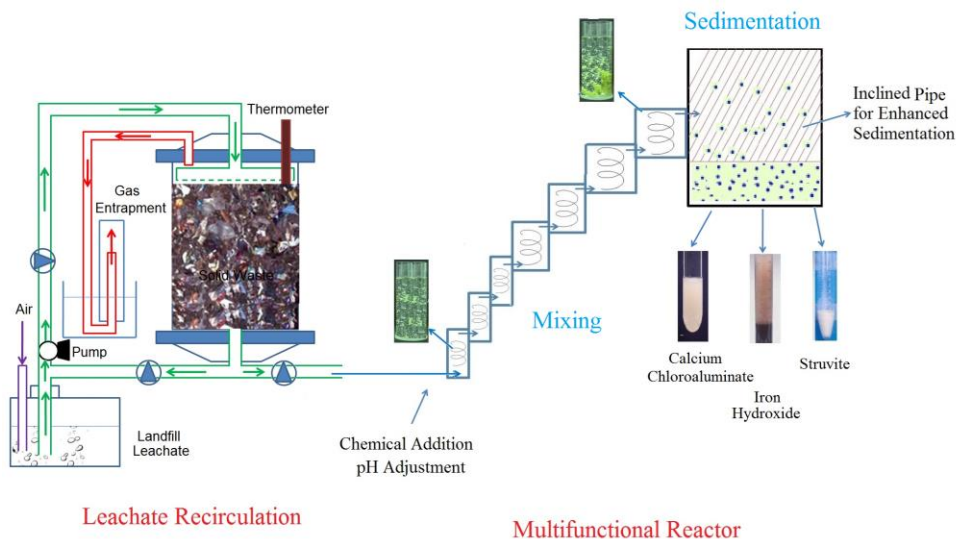 Sedimentation
Thermometer
Inclined Pipe
for Enhanced
Sedimentation
Gas
Entrapment
Solid Waste
Air
Pump
Mixing
Calcium
Chloroaluminate
Iron
Hydroxide
Struvite
Landfill
Leachate
Chemical Addition
pH Adjustment
Leachate Recirculation
Multifunctional Reactor